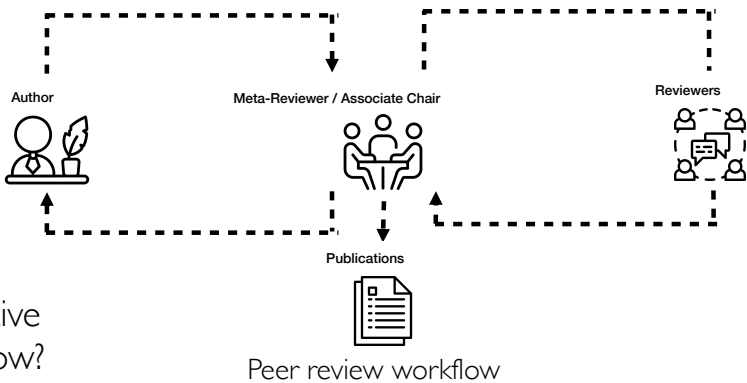 Author
Meta-Reviewer / Associate Chair
Reviewers
Publications
Peer review workflow